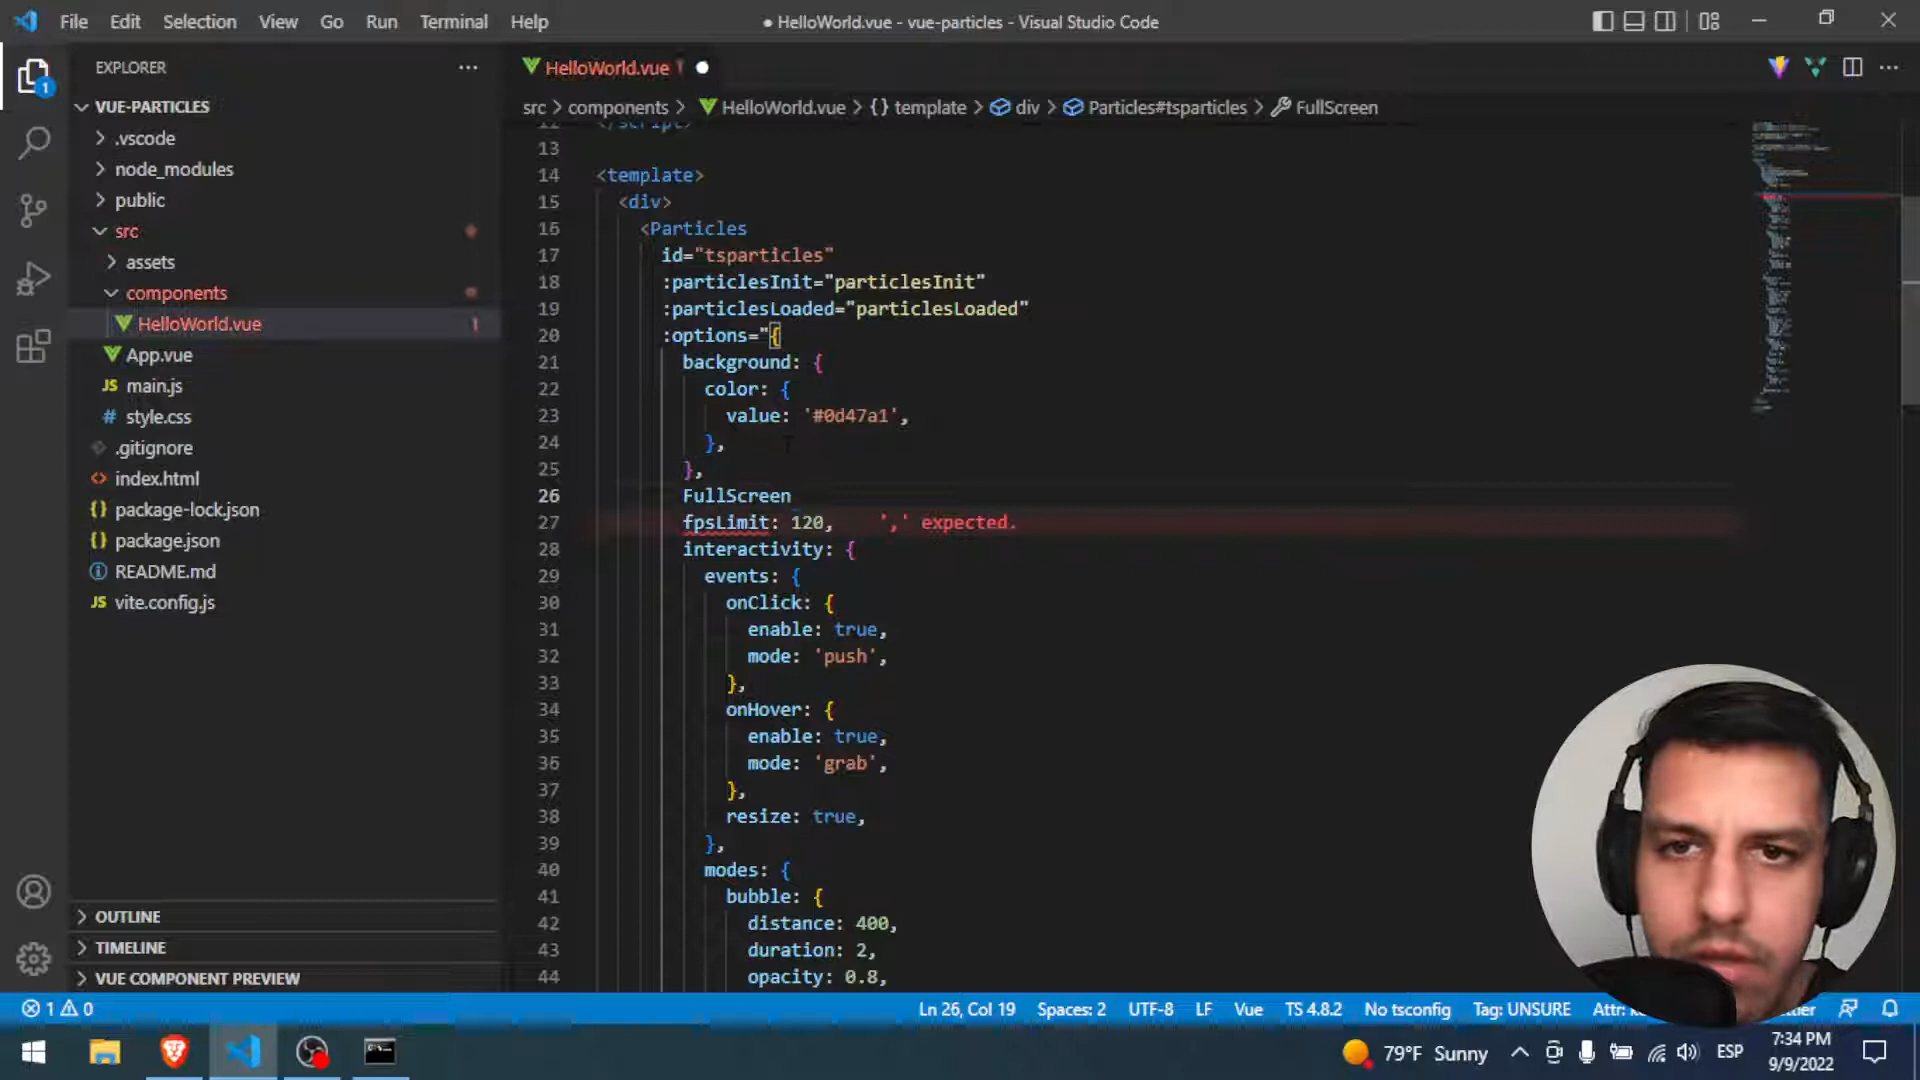 File Edit Selection View Go Run Terminal Help
● HelloWorld.vue - vue-particles - Visual Studio Code
EXPLORER
VUE-PARTICLES
.vscode
node_modules
public
src
assets
components
HelloWorld.vue 1
App.vue
JS main.js
# style.css
.gitignore
<> index.html
{} package-lock.json
{} package.json
README.md
JS vite.config.js
OUTLINE
TIMELINE
VUE COMPONENT PREVIEW
1
HelloWorld.vue 1
src > components > HelloWorld.vue > {} template > div > Particles#tsparticles > FullScreen
12 </script>
13
14 <template>
15 <div>
16 <Particles
17 id="tsparticles"
18 :particlesInit="particlesInit"
19 :particlesLoaded="particlesLoaded"
20 :options="{
21 background: {
22 color: {
23 value: '#0d47a1',
24 },
25 },
26 FullScreen
27 fpsLimit: 120, ',' expected.
28 interactivity: {
29 events: {
30 onClick: {
31 enable: true,
32 mode: 'push',
33 },
34 onHover: {
35 enable: true,
36 mode: 'grab',
37 },
38 resize: true,
39 },
40 modes: {
41 bubble: {
42 distance: 400,
43 duration: 2,
44 opacity: 0.8,
1 0
Ln 26, Col 19 Spaces: 2 UTF-8 LF Vue TS 4.8.2 No tsconfig Tag: UNSURE Attr:
79°F Sunny ESP 7:34 PM
9/9/2022